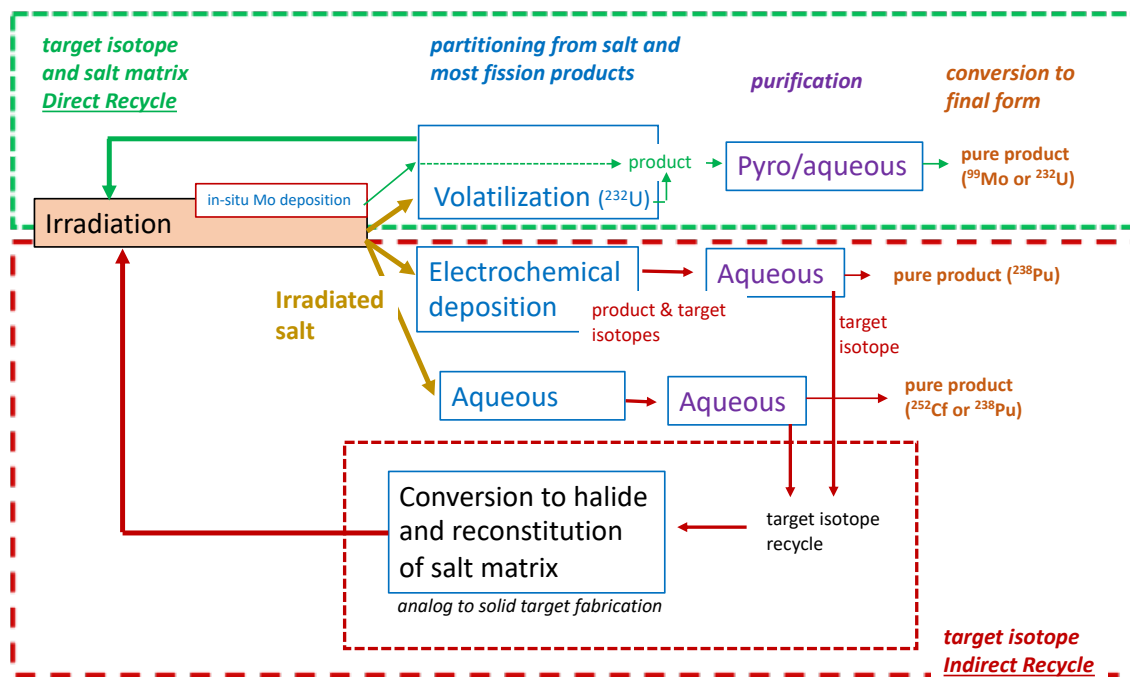 target isotope
and salt matrix
Direct Recycle
partitioning from salt and
most fission products
purification
conversion to
final form
in-situ Mo deposition
Irradiation
product
Volatilization (²³²U)
Pyro/aqueous
pure product
(⁹⁹Mo or ²³²U)
Irradiated
salt
Electrochemical
deposition
product & target
isotopes
Aqueous
pure product (²³⁸Pu)
target
isotope
Aqueous
Aqueous
pure product
(²⁵²Cf or ²³⁸Pu)
Conversion to halide
and reconstitution
of salt matrix
analog to solid target fabrication
target isotope
recycle
target isotope
Indirect Recycle